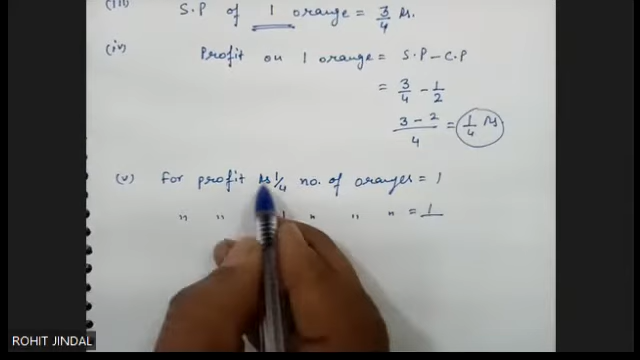 (iii) S.P of 1 orange = 3/4 Rs.
(iv) Profit on 1 orange = S.P - C.P
= 3/4 - 1/2
3 - 2 / 4 = 1/4 Rs
(v) For profit Rs 1/4 no. of oranges = 1
" " 1 " " " = 1
ROHIT JINDAL